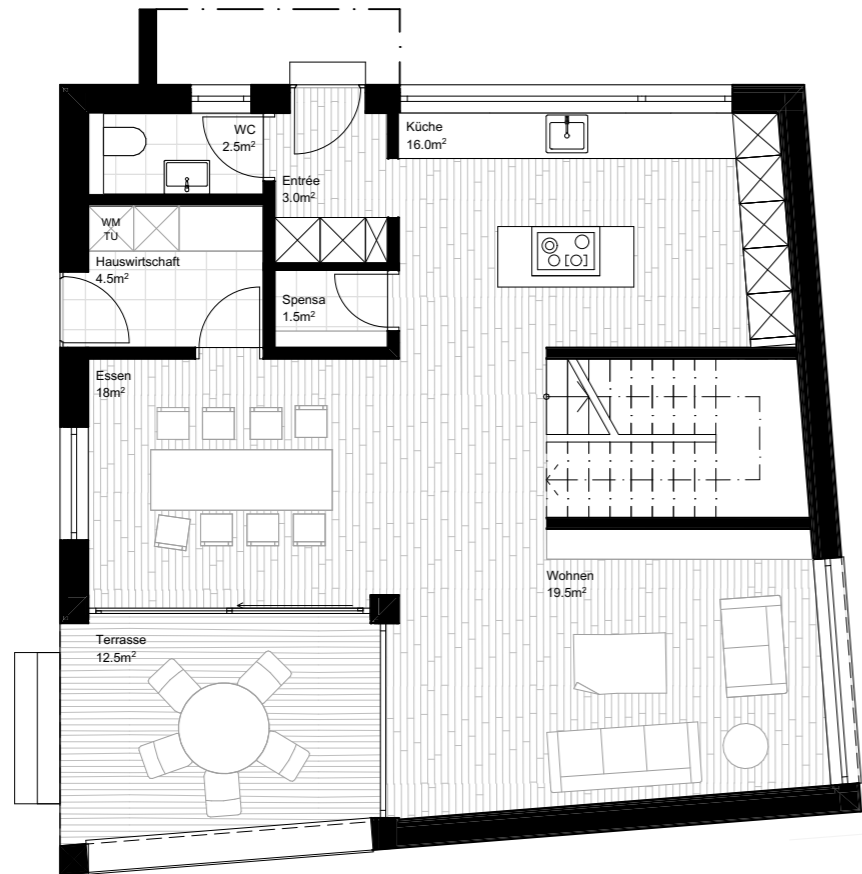 WC
2.5m²
Küche
16.0m²
Entrée
3.0m²
WM
TU
Hauswirtschaft
4.5m²
Spensa
1.5m²
Essen
18m²
Wohnen
19.5m²
Terrasse
12.5m²